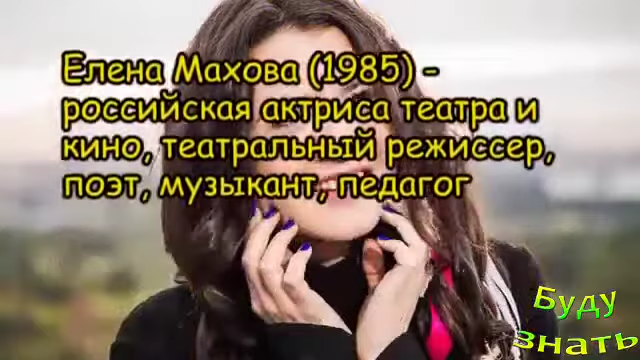 Елена Махова (1985) -
российская актриса театра и
кино, театральный режиссер,
поэт, музыкант, педагог
Буду
знать